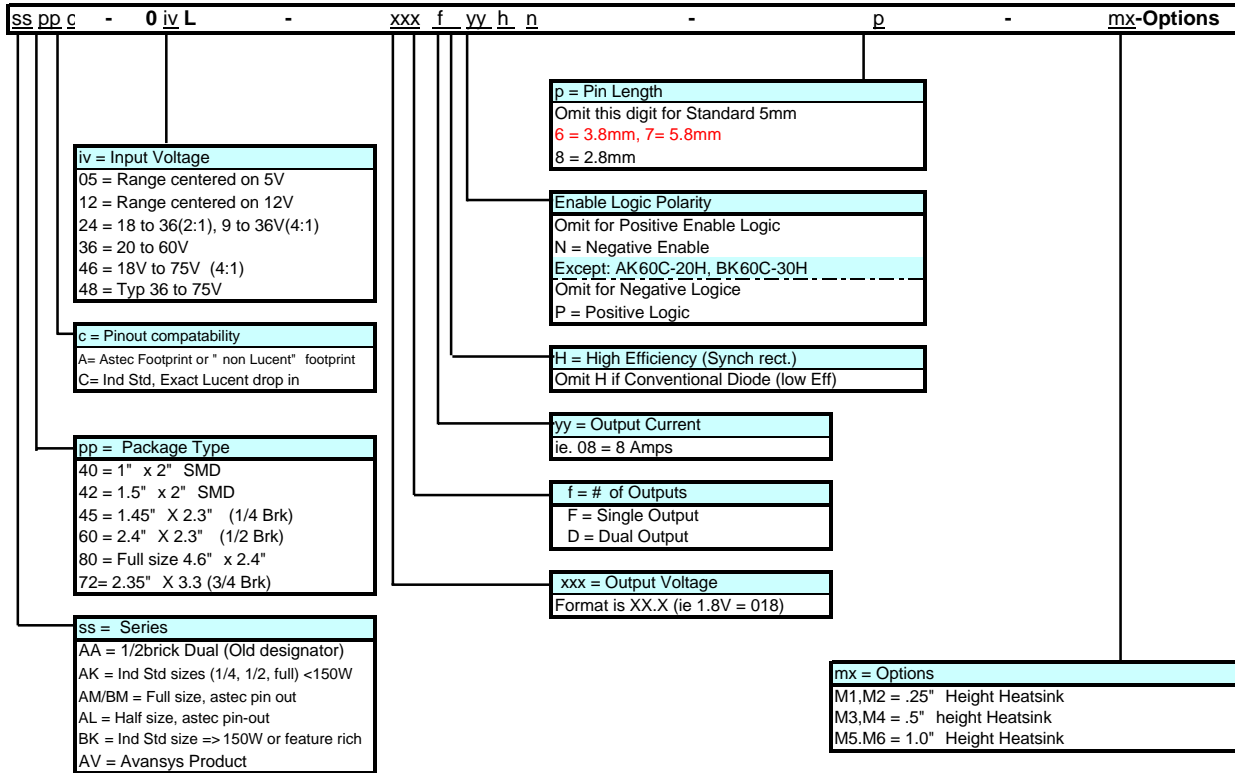 ss pp c - 0 iv L - xxx f yy h n - p - mx-Options
p = Pin Length
Omit this digit for Standard 5mm
6 = 3.8mm, 7= 5.8mm
8 = 2.8mm
iv = Input Voltage
05 = Range centered on 5V
12 = Range centered on 12V
24 = 18 to 36(2:1), 9 to 36V(4:1)
36 = 20 to 60V
46 = 18V to 75V (4:1)
48 = Typ 36 to 75V
Enable Logic Polarity
Omit for Positive Enable Logic
N = Negative Enable
Except: AK60C-20H, BK60C-30H
Omit for Negative Logice
P = Positive Logic
c = Pinout compatability
A= Astec Footprint or " non Lucent" footprint
C= Ind Std, Exact Lucent drop in
H = High Efficiency (Synch rect.)
Omit H if Conventional Diode (low Eff)
yy = Output Current
ie. 08 = 8 Amps
pp = Package Type
40 = 1" x 2" SMD
42 = 1.5" x 2" SMD
45 = 1.45" X 2.3" (1/4 Brk)
60 = 2.4" X 2.3" (1/2 Brk)
80 = Full size 4.6" x 2.4"
72= 2.35" X 3.3 (3/4 Brk)
f = # of Outputs
F = Single Output
D = Dual Output
xxx = Output Voltage
Format is XX.X (ie 1.8V = 018)
ss = Series
AA = 1/2brick Dual (Old designator)
AK = Ind Std sizes (1/4, 1/2, full) <150W
AM/BM = Full size, astec pin out
AL = Half size, astec pin-out
BK = Ind Std size => 150W or feature rich
AV = Avansys Product
mx = Options
M1,M2 = .25" Height Heatsink
M3,M4 = .5" height Heatsink
M5.M6 = 1.0" Height Heatsink